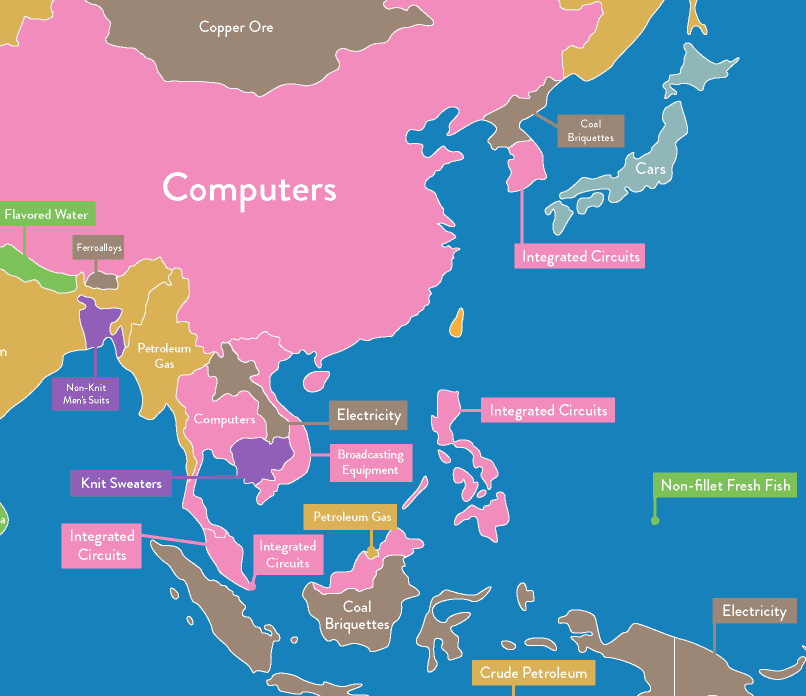 Copper Ore
Coal
Briquettes
Cars
Computers
Flavored Water
Ferroalloys
Integrated Circuits
m
Petroleum
Gas
Non-Knit
Men's Suits
Computers
Electricity
Integrated Circuits
Broadcasting
Equipment
Knit Sweaters
Non-fillet Fresh Fish
a
Petroleum Gas
Integrated
Circuits
Integrated
Circuits
Coal
Briquettes
Electricity
Crude Petroleum